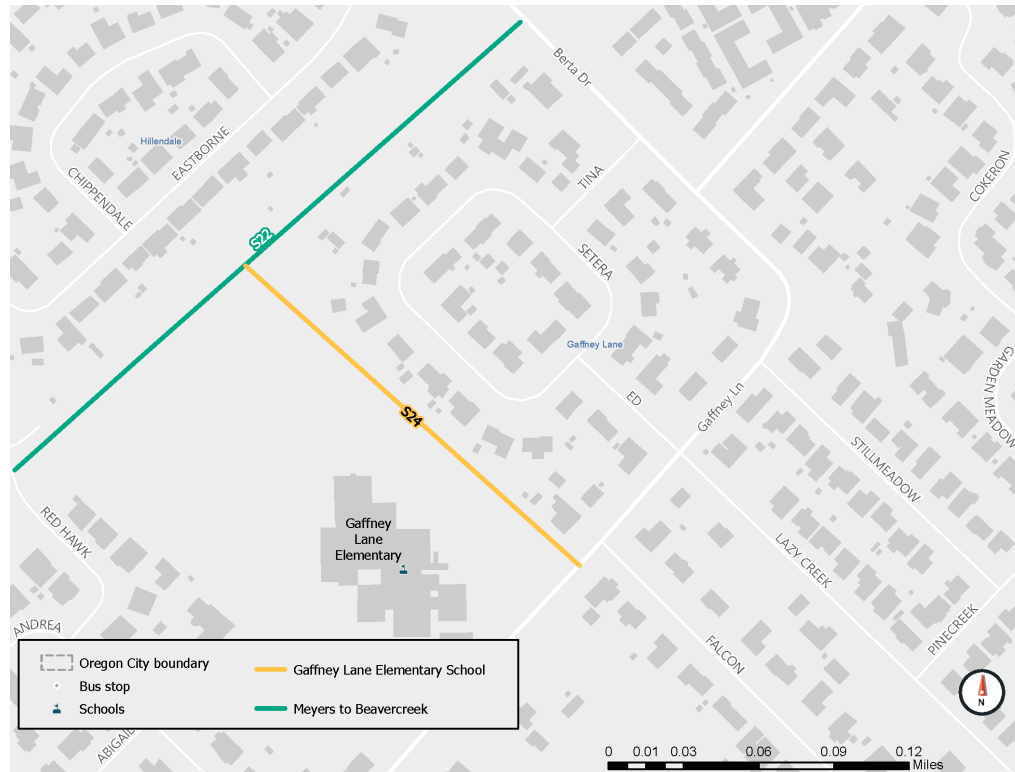 Berta Dr
Hillendale
EASTBORNE
CHIPPENDALE
TINA
COKERON
S22
SETERA
Gaffney Lane
GARDEN MEADOW
ED
Gaffney Ln
S24
STILLMEADOW
RED HAWK
Gaffney
Lane
Elementary
LAZY CREEK
ANDREA
FALCON
PINECREEK
Oregon City boundary
Bus stop
Schools
Gaffney Lane Elementary School
Meyers to Beavercreek
ABIGAIL
N
0 0.01 0.03 0.06 0.09 0.12
Miles